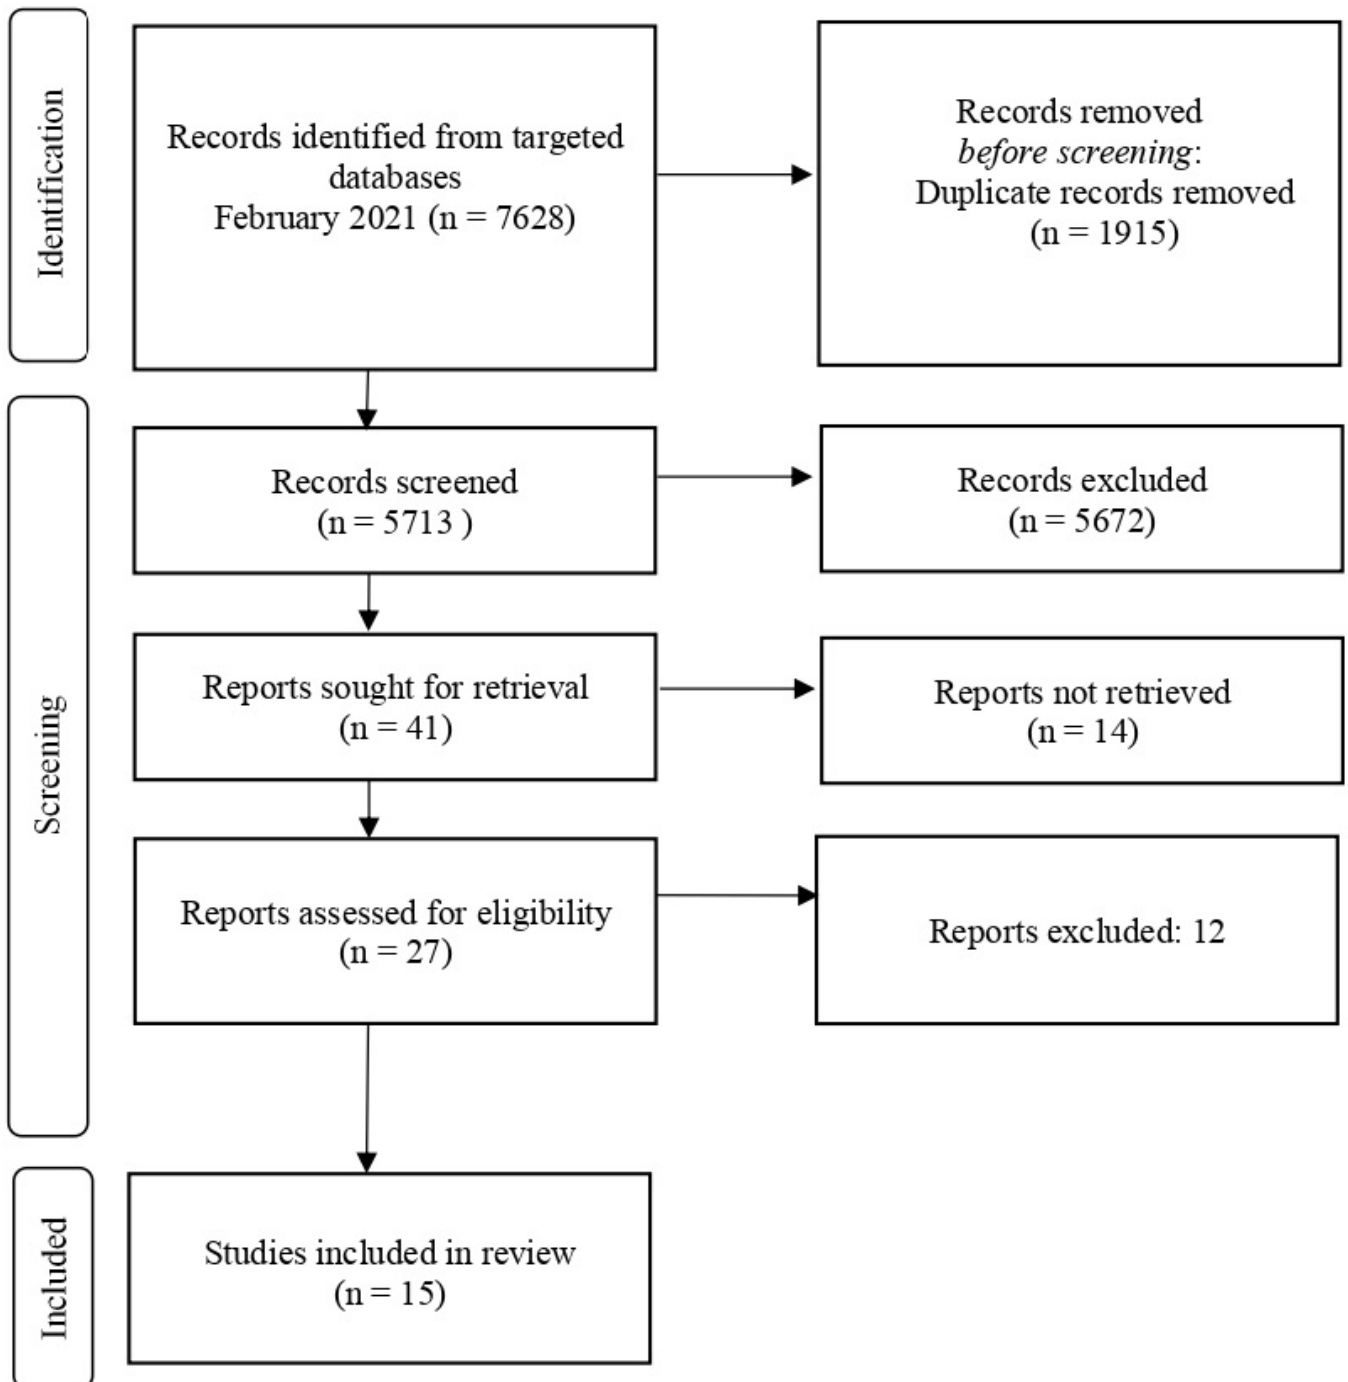 Identification
Records identified from targeted
databases
February 2021 (n = 7628)
Records removed
before screening:
Duplicate records removed
(n = 1915)
Screening
Records screened
(n = 5713 )
Records excluded
(n = 5672)
Reports sought for retrieval
(n = 41)
Reports not retrieved
(n = 14)
Reports assessed for eligibility
(n = 27)
Reports excluded: 12
Included
Studies included in review
(n = 15)